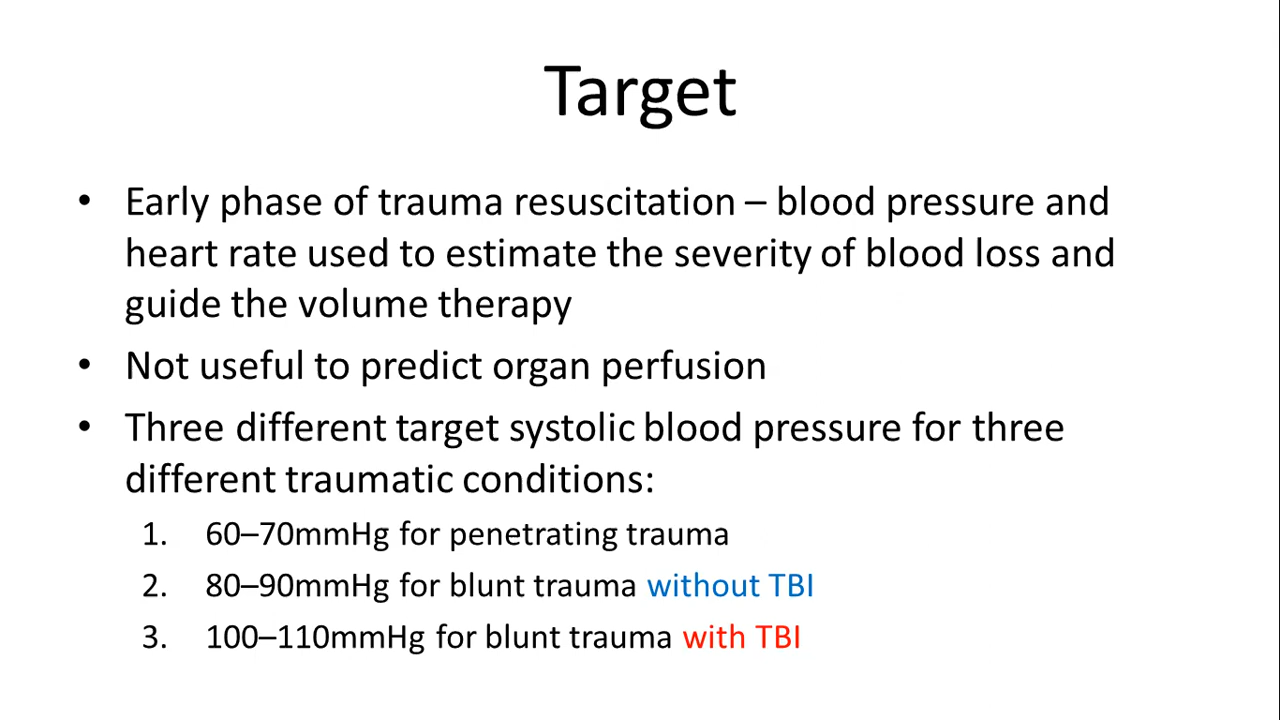 Target
• Early phase of trauma resuscitation – blood pressure and
heart rate used to estimate the severity of blood loss and
guide the volume therapy
• Not useful to predict organ perfusion
• Three different target systolic blood pressure for three
different traumatic conditions:
1. 60–70mmHg for penetrating trauma
2. 80–90mmHg for blunt trauma without TBI
3. 100–110mmHg for blunt trauma with TBI